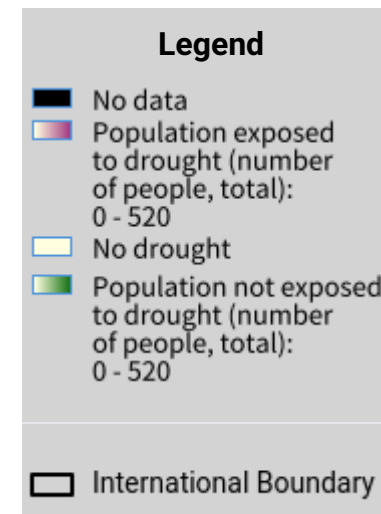 Legend
No data
Population exposed
to drought (number
of people, total):
0 - 520
No drought
Population not exposed
to drought (number
of people, total):
0 - 520
International Boundary